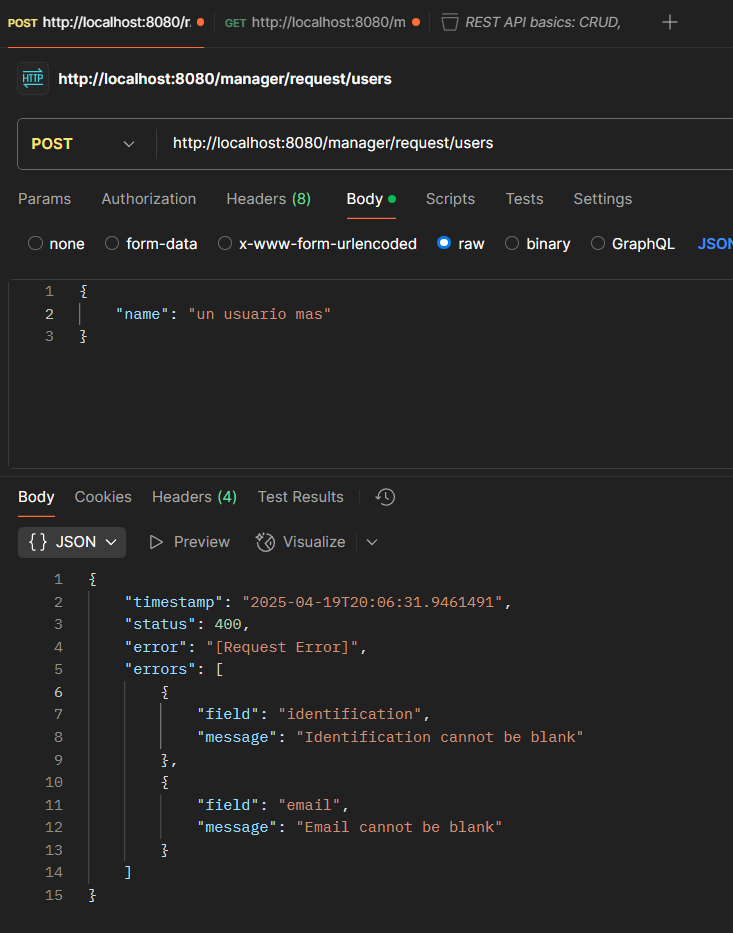 POST http://localhost:8080/r. GET http://localhost:8080/m REST API basics: CRUD,
HTTP http://localhost:8080/manager/request/users
POST http://localhost:8080/manager/request/users
Params Authorization Headers (8) Body Scripts Tests Settings
none form-data x-www-form-urlencoded raw binary GraphQL JSON
1 {
2 "name": "un usuario mas"
3 }
Body Cookies Headers (4) Test Results
{} JSON Preview Visualize
1 {
2 "timestamp": "2025-04-19T20:06:31.9461491",
3 "status": 400,
4 "error": "[Request Error]",
5 "errors": [
6 {
7 "field": "identification",
8 "message": "Identification cannot be blank"
9 },
10 {
11 "field": "email",
12 "message": "Email cannot be blank"
13 }
14 ]
15 }